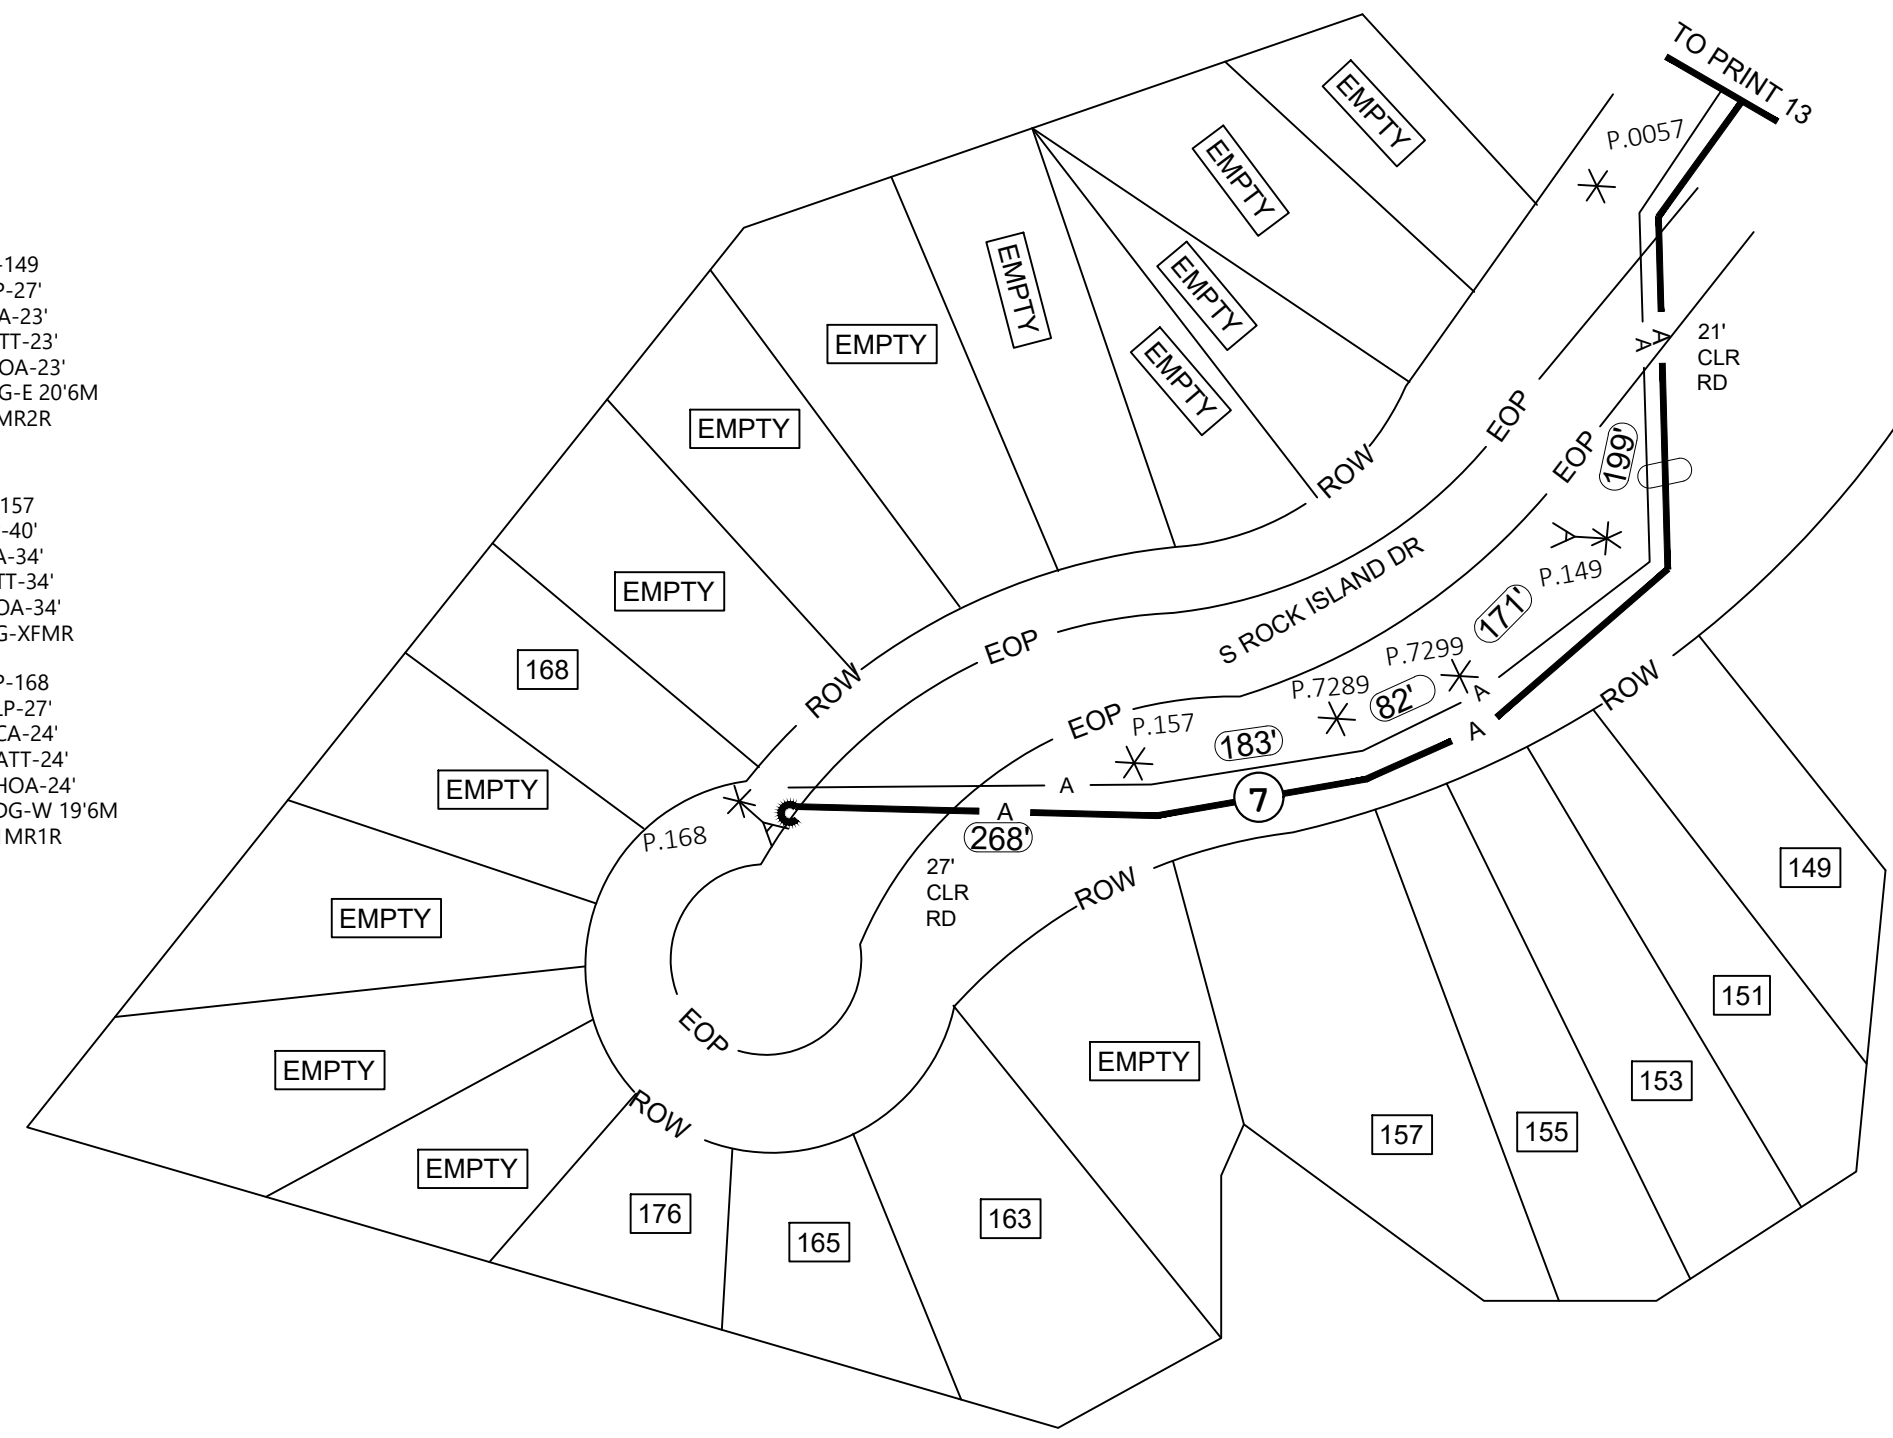 -149
P-27'
A-23'
TT-23'
OA-23'
G-E 20'6M
MR2R
157
-40'
A-34'
TT-34'
OA-34'
G-XFMR
P-168
LP-27'
CA-24'
ATT-24'
HOA-24'
DG-W 19'6M
1MR1R
TO PRINT 13
P.0057
EMPTY
EMPTY
EMPTY
EMPTY
EMPTY
EMPTY
EMPTY
EMPTY
168
EMPTY
EMPTY
EMPTY
EMPTY
176
165
163
EMPTY
157
155
153
151
149
A
A
21'
CLR
RD
EOP
EOP
199'
ROW
P.149
171'
S ROCK ISLAND DR
P.7299
82'
P.7289
A
A
ROW
EOP
ROW
EOP
P.157
183'
7
A
A
268'
27'
CLR
RD
ROW
P.168
EOP
ROW